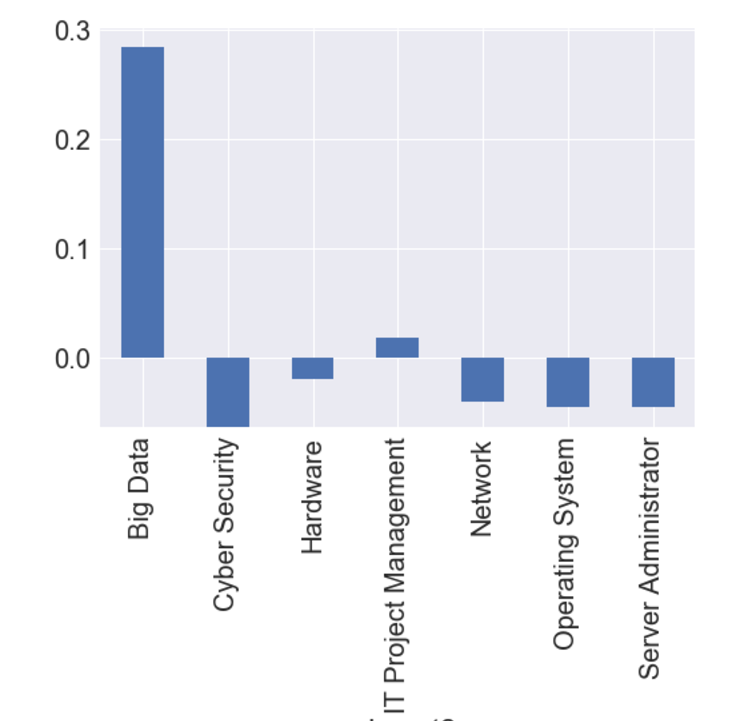 0.3
0.2
0.1
0.0
Big Data
Cyber Security
Hardware
IT Project Management
Network
Operating System
Server Administrator